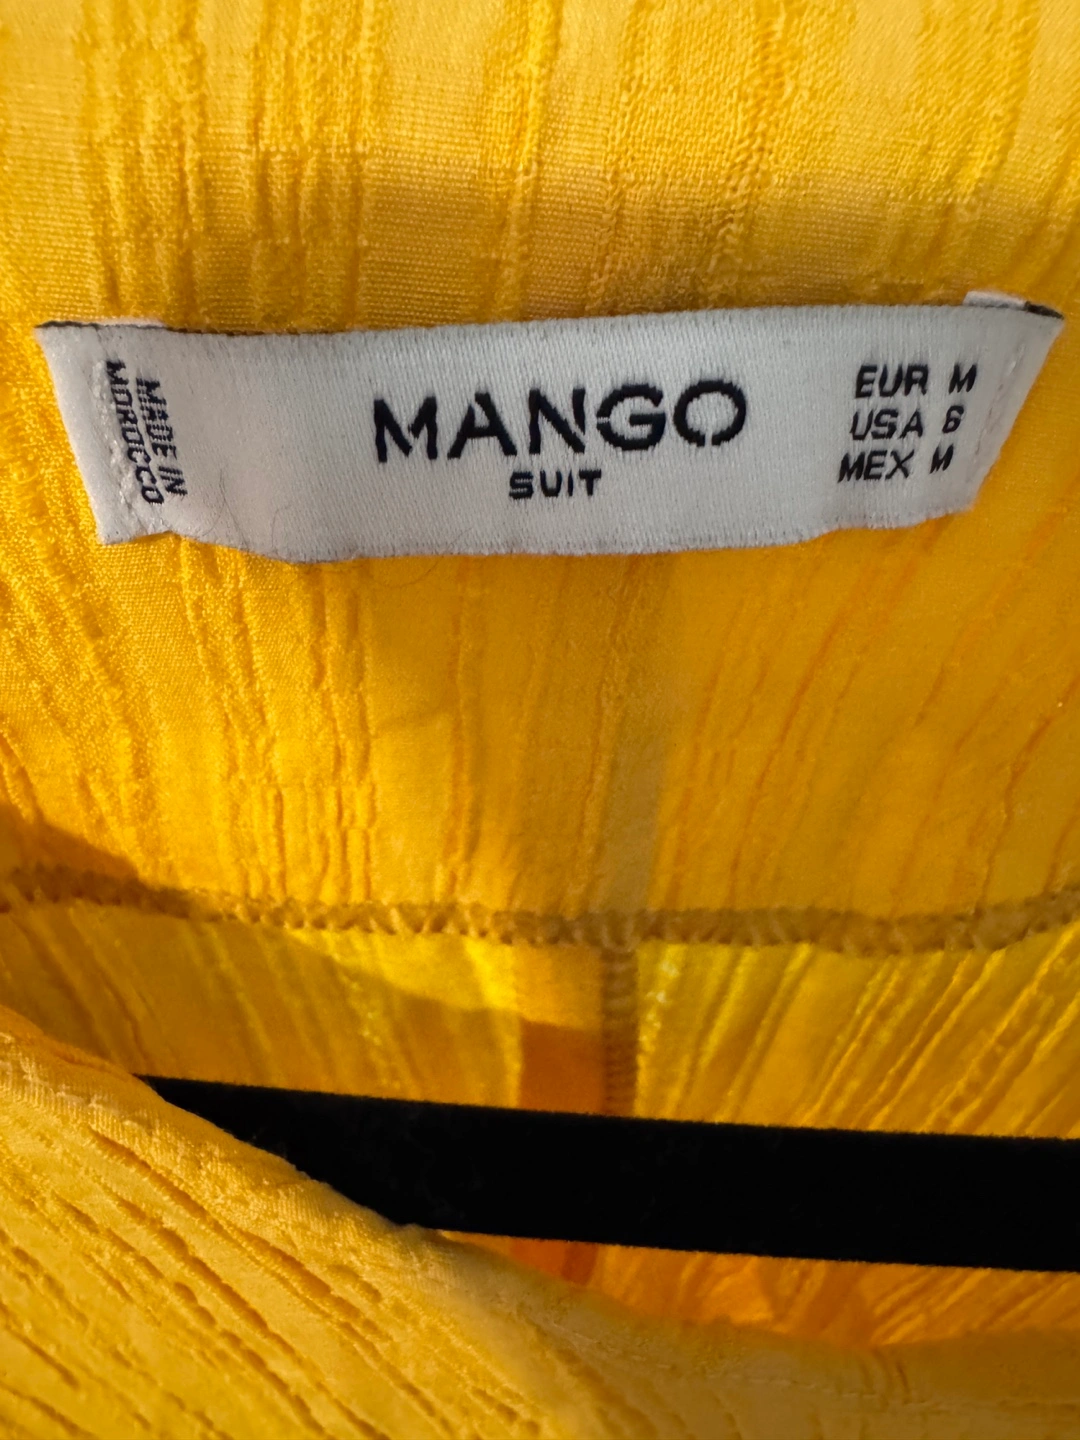 MADE IN
MOROCCO
MANGO
SUIT
EUR M
USA 6
MEX M